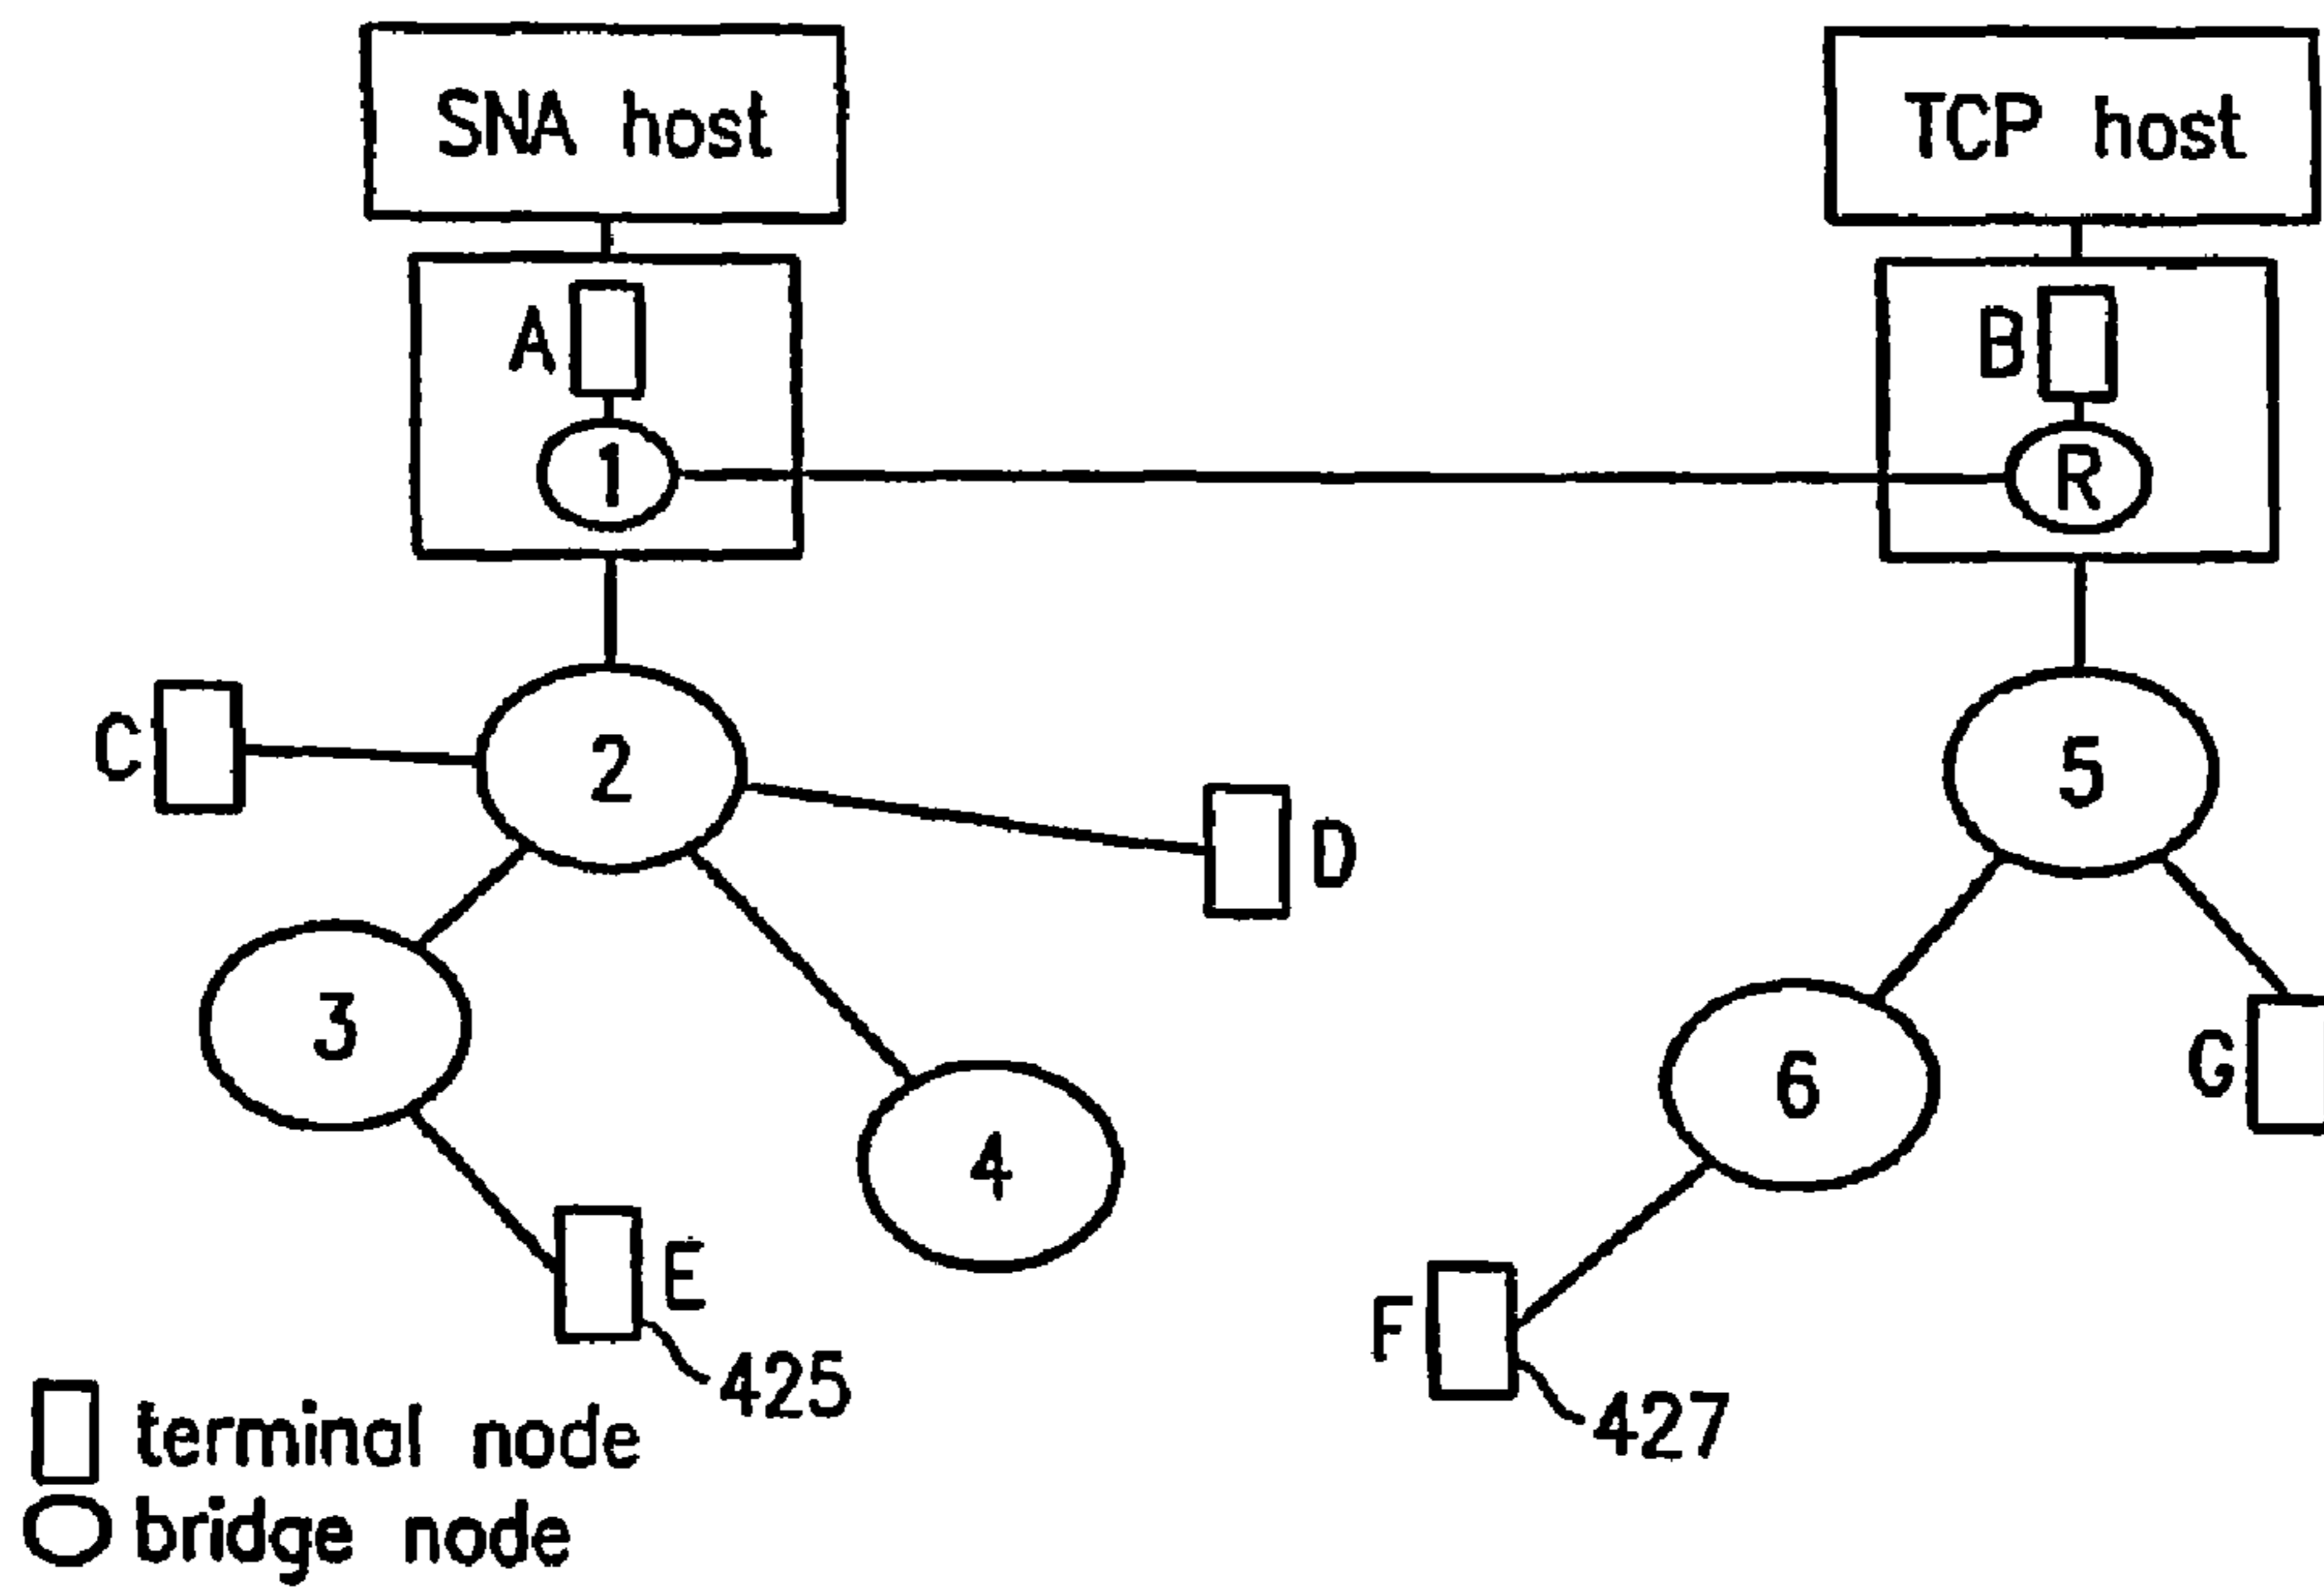 SNA host
TCP host
A
B
1
R
C
2
D
5
3
4
6
G
E
425
F
427
terminal node
bridge node